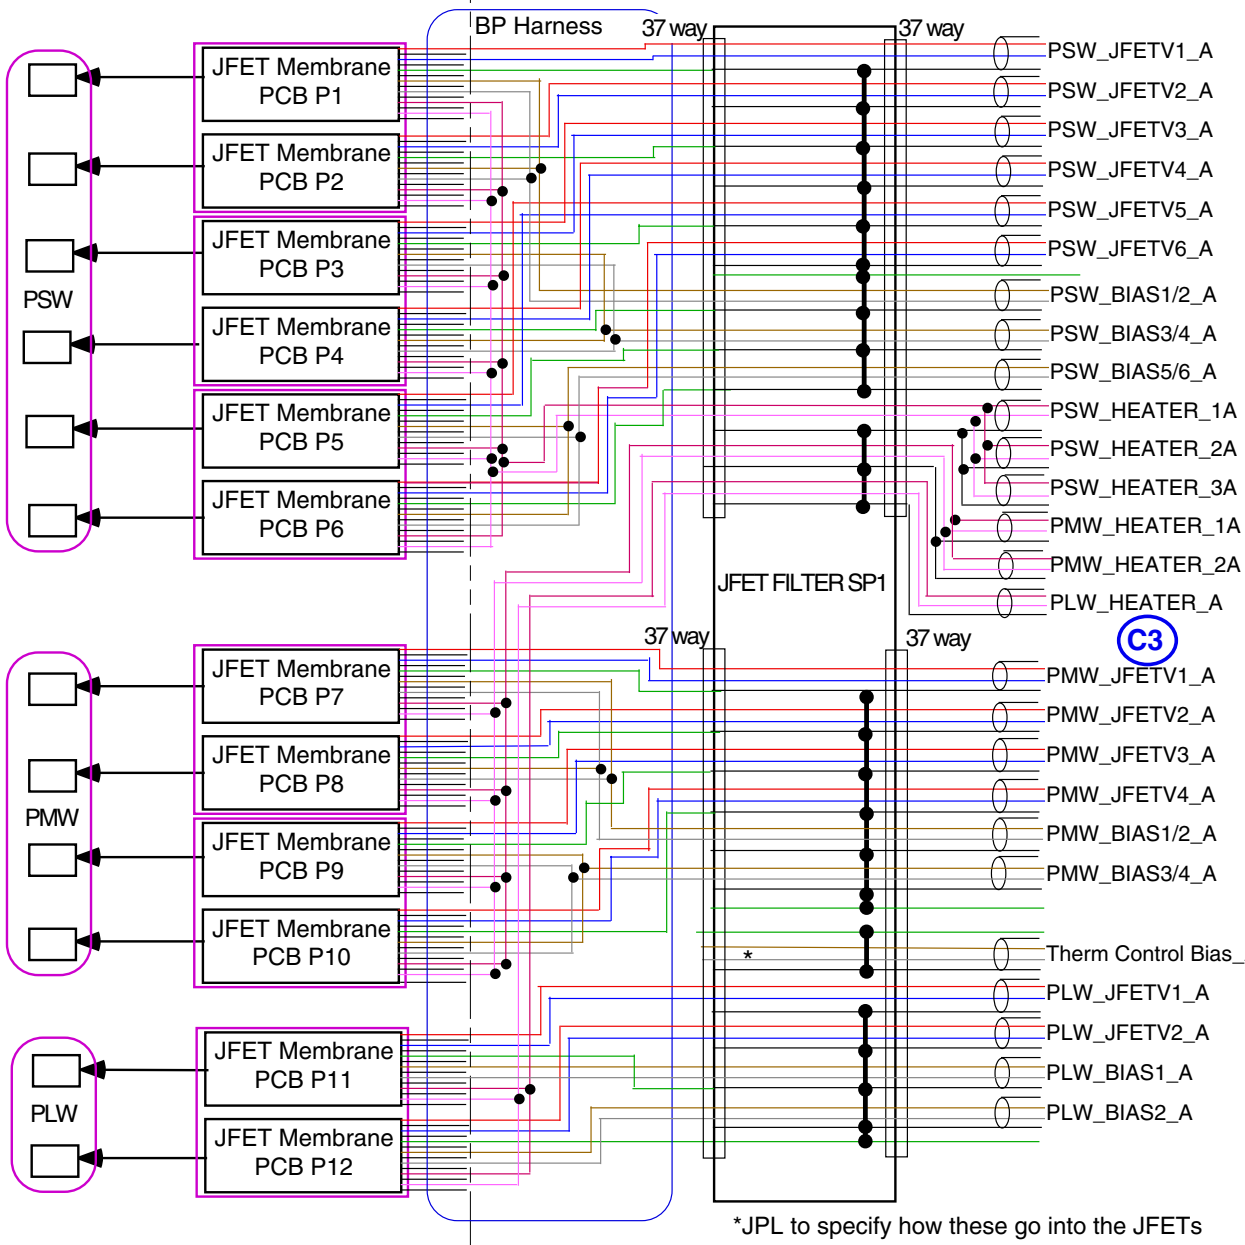 BP Harness
37 way
37 way
JFET Membrane
PCB P1
JFET Membrane
PCB P2
JFET Membrane
PCB P3
JFET Membrane
PCB P4
JFET Membrane
PCB P5
JFET Membrane
PCB P6
PSW
PSW_JFETV1_A
PSW_JFETV2_A
PSW_JFETV3_A
PSW_JFETV4_A
PSW_JFETV5_A
PSW_JFETV6_A
PSW_BIAS1/2_A
PSW_BIAS3/4_A
PSW_BIAS5/6_A
PSW_HEATER_1A
PSW_HEATER_2A
PSW_HEATER_3A
PMW_HEATER_1A
PMW_HEATER_2A
PLW_HEATER_A
JFET FILTER SP1
C3
37 way
37 way
JFET Membrane
PCB P7
JFET Membrane
PCB P8
JFET Membrane
PCB P9
JFET Membrane
PCB P10
PMW
PMW_JFETV1_A
PMW_JFETV2_A
PMW_JFETV3_A
PMW_JFETV4_A
PMW_BIAS1/2_A
PMW_BIAS3/4_A
*
Therm Control Bias_
JFET Membrane
PCB P11
JFET Membrane
PCB P12
PLW
PLW_JFETV1_A
PLW_JFETV2_A
PLW_BIAS1_A
PLW_BIAS2_A
*JPL to specify how these go into the JFETs